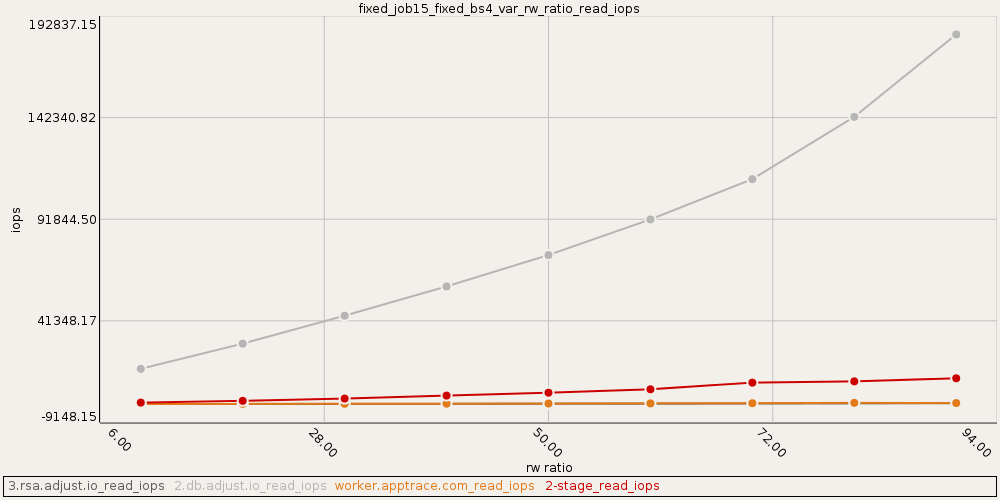 fixed_job15_fixed_bs4_var_rw_ratio_read_iops
192837.15
142340.82
91844.50
41348.17
-9148.15
iops
6.00
28.00
50.00
72.00
94.00
rw ratio
3.rsa.adjust.io_read_iops 2.db.adjust.io_read_iops worker.apptrace.com_read_iops 2-stage_read_iops